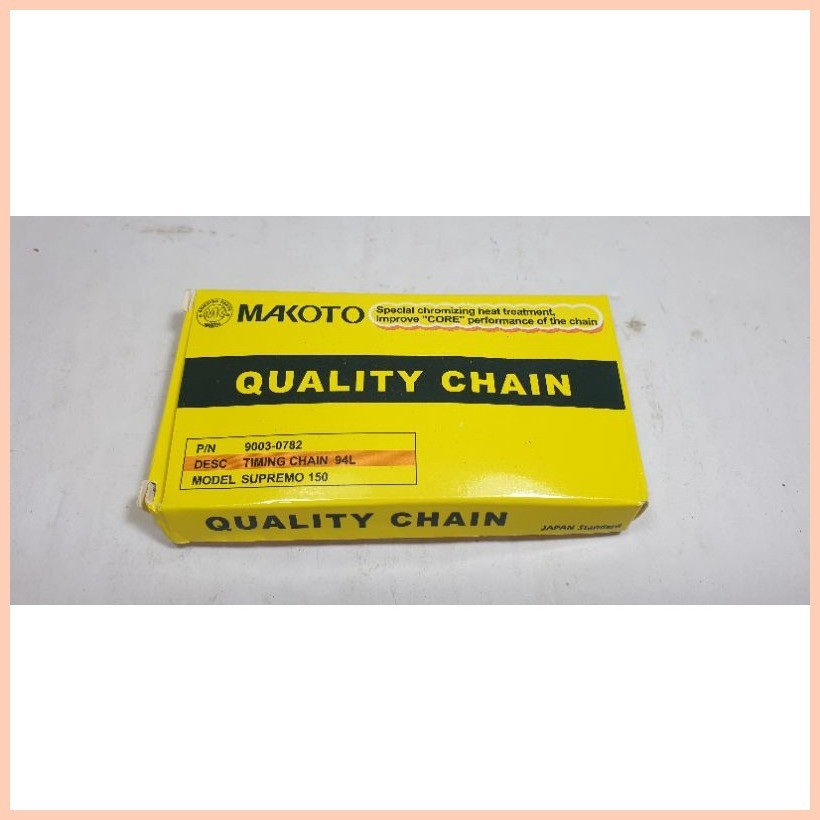 MAKOTO
Special chromizing heat treatment,
improve "CORE" performance of the chain
QUALITY CHAIN
P/N 9003-0782
DESC TIMING CHAIN 94L
MODEL SUPREMO 150
QUALITY CHAIN
JAPAN Standard